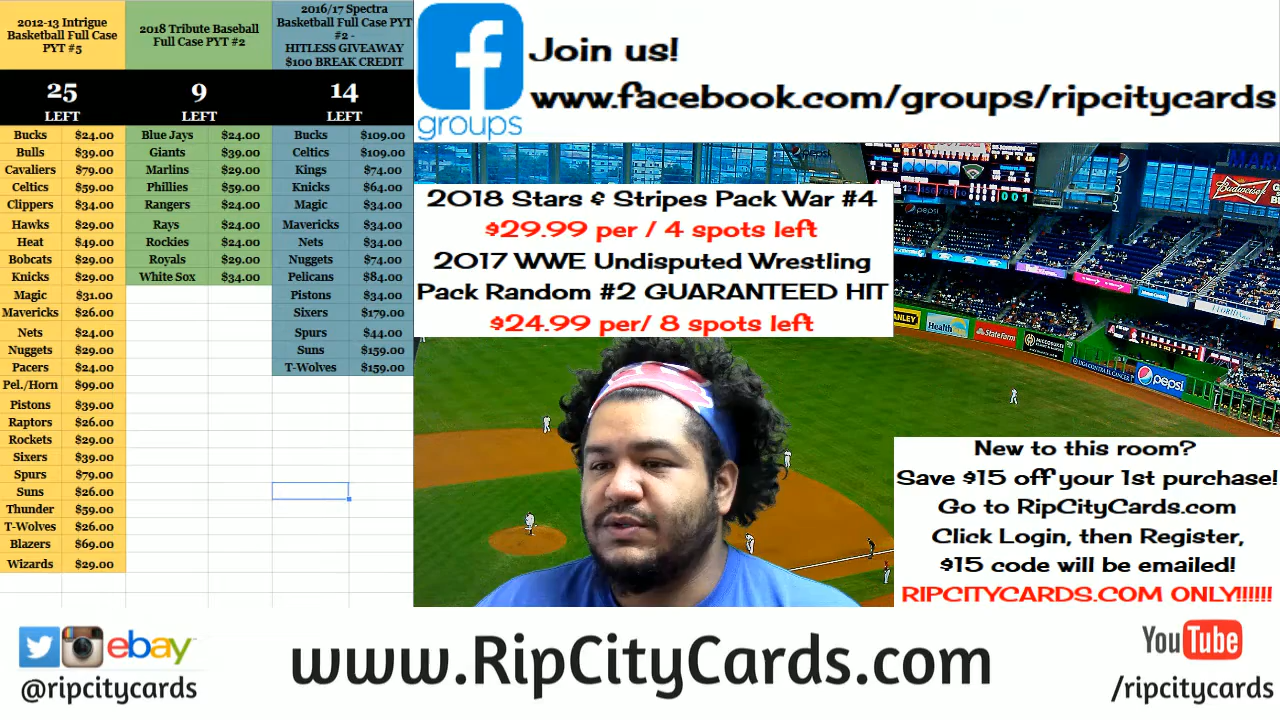 2012-13 Intrigue
Basketball Full Case
PYT #5
25
LEFT
Bucks $24.00
Bulls $39.00
Cavaliers $79.00
Celtics $59.00
Clippers $34.00
Hawks $29.00
Heat $49.00
Bobcats $29.00
Knicks $29.00
Magic $31.00
Mavericks $26.00
Nets $24.00
Nuggets $29.00
Pacers $24.00
Pel./Horn $99.00
Pistons $39.00
Raptors $26.00
Rockets $29.00
Sixers $39.00
Spurs $79.00
Suns $26.00
Thunder $59.00
T-Wolves $26.00
Blazers $69.00
Wizards $29.00
2018 Tribute Baseball
Full Case PYT #2
9
LEFT
Blue Jays $24.00
Giants $39.00
Marlins $29.00
Phillies $59.00
Rangers $24.00
Rays $24.00
Rockies $24.00
Royals $29.00
White Sox $34.00
2016/17 Spectra
Basketball Full Case PYT
#2 -
HITLESS GIVEAWAY
$100 BREAK CREDIT
14
LEFT
Bucks $109.00
Celtics $109.00
Kings $74.00
Knicks $64.00
Magic $34.00
Mavericks $34.00
Nets $34.00
Nuggets $74.00
Pelicans $84.00
Pistons $34.00
Sixers $179.00
Spurs $44.00
Suns $159.00
T-Wolves $159.00
f
groups
Join us!
www.facebook.com/groups/ripcitycards
2018 Stars & Stripes Pack War #4
$29.99 per / 4 spots left
2017 WWE Undisputed Wrestling
Pack Random #2 GUARANTEED HIT
$24.99 per/ 8 spots left
pepsi
Budweiser
Health
StateFarm
pepsi
New to this room?
Save $15 off your 1st purchase!
Go to RipCityCards.com
Click Login, then Register,
$15 code will be emailed!
RIPCITYCARDS.COM ONLY!!!!!!
ebay
@ripcitycards
www.RipCityCards.com
YouTube
/ripcitycards